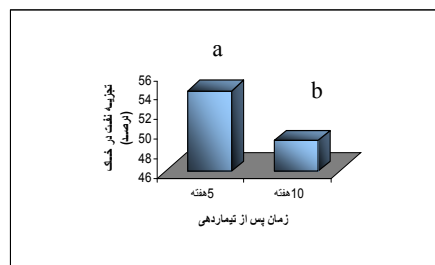 a
b
تجزیه نفت در خاک
(درصد)
56
54
52
50
48
46
5هفته
10هفته
زمان پس از تیماردهی